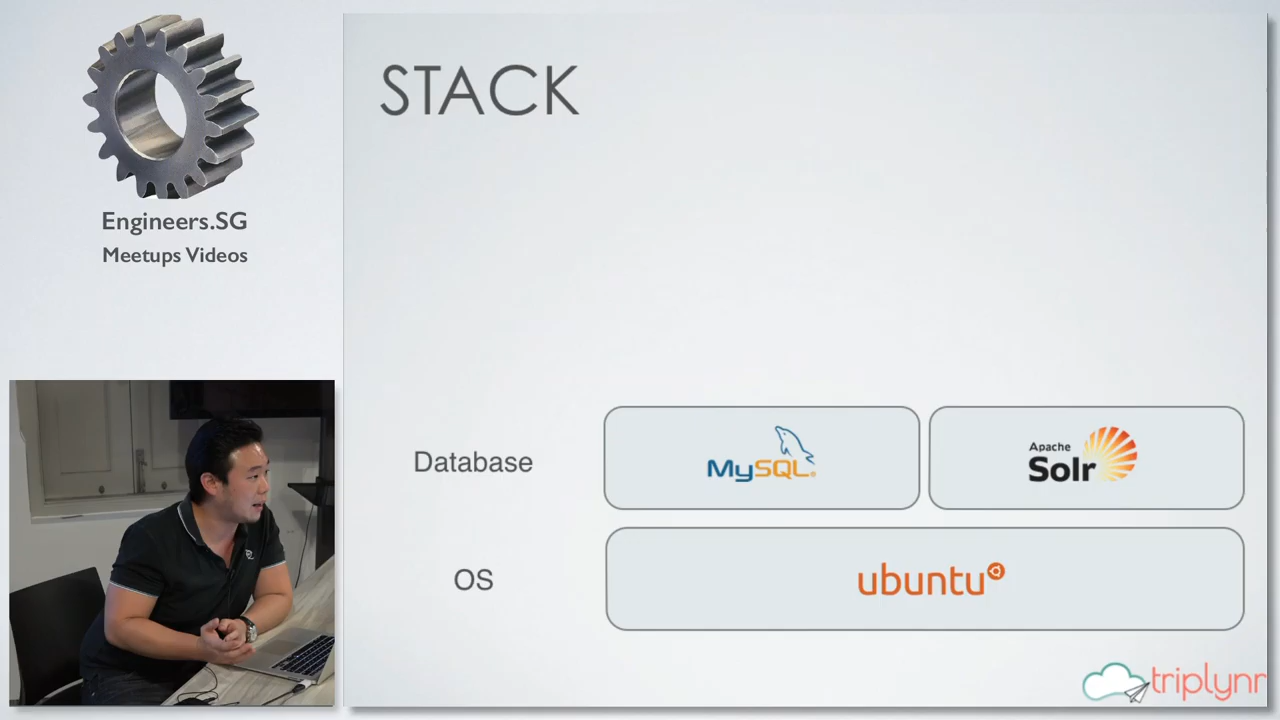 Engineers.SG
Meetups Videos
STACK
Database
MySQL
Apache
Solr
OS
ubuntu
triplynr